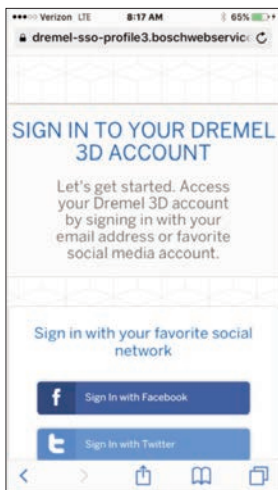 Verizon LTE 8:17 AM 65%
dremel-sso-profile3.boschwebservic
SIGN IN TO YOUR DREMEL
3D ACCOUNT
Let's get started. Access
your Dremel 3D account
by signing in with your
email address or favorite
social media account.
Sign in with your favorite social
network
f Sign In with Facebook
Sign In with Twitter